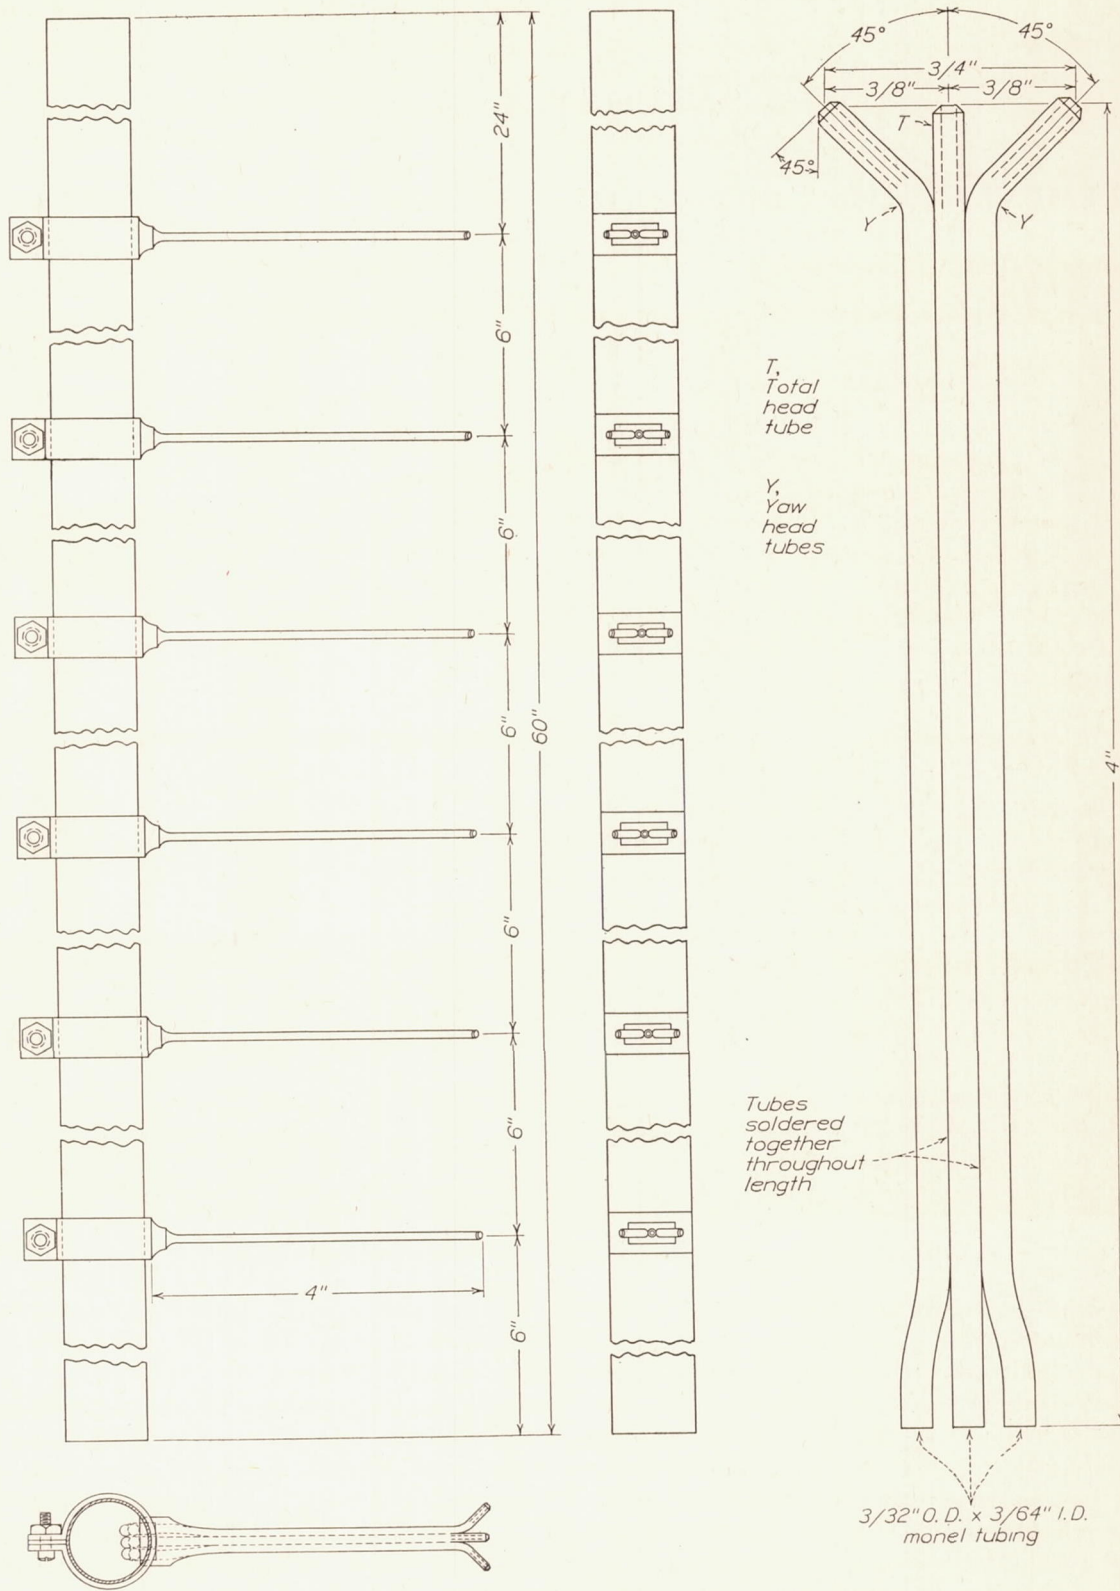 24"
6"
6"
6"
6"
6"
6"
60"
4"
45°
45°
3/4"
3/8"
3/8"
T
45°
Y
Y
T,
Total
head
tube
Y,
Yaw
head
tubes
4"
Tubes
soldered
together
throughout
length
3/32" O.D. x 3/64" I.D.
monel tubing